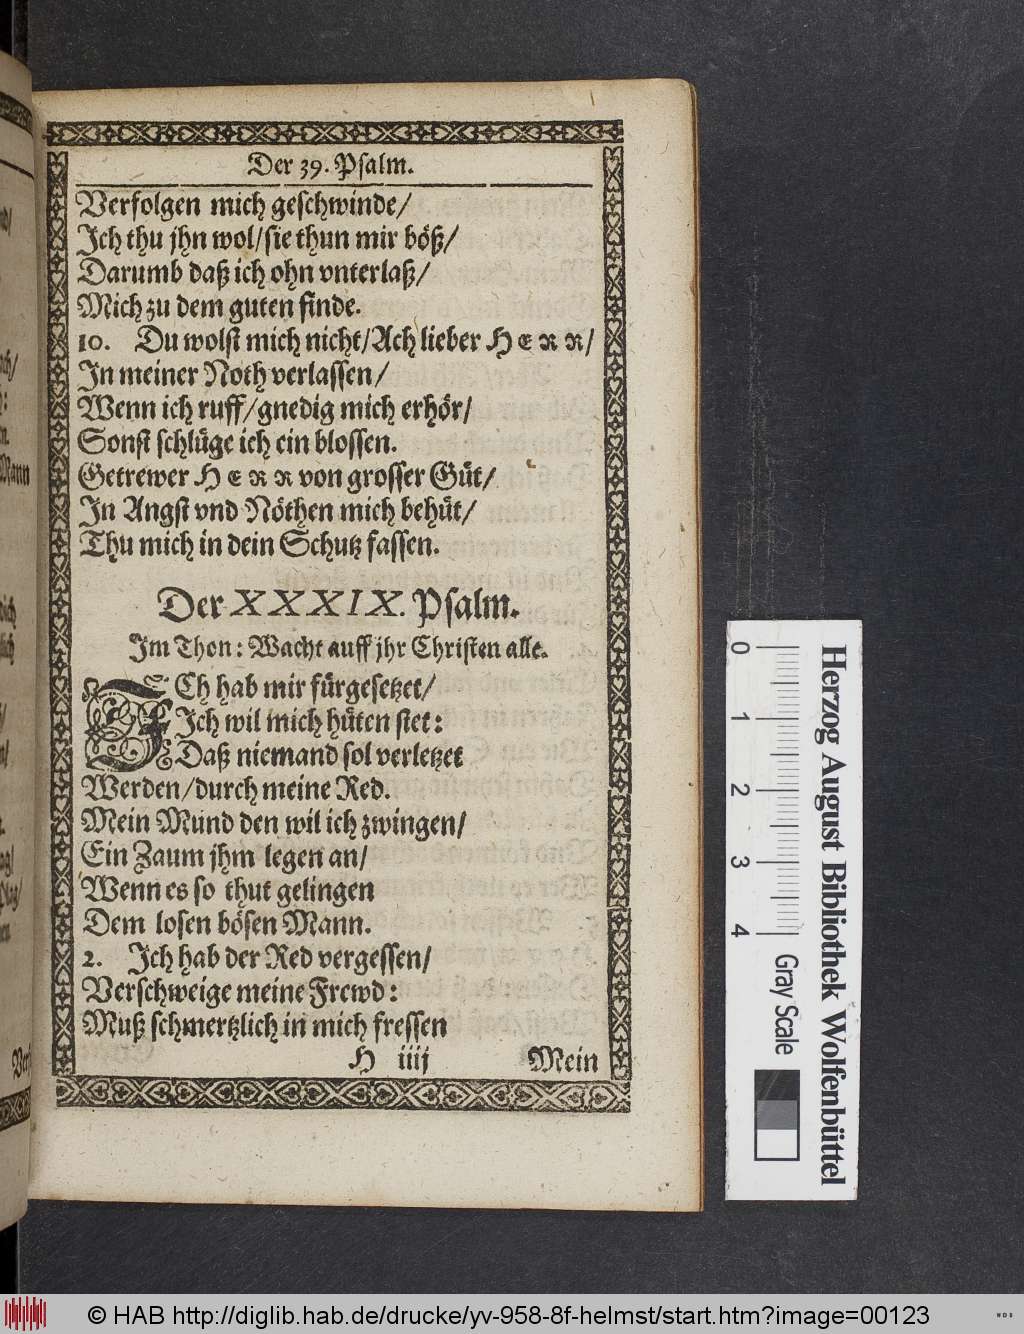 Der 39. Psalm.
Verfolgen mich geschwinde/
Jch thu jhn wol/sie thun mir böß/
Darumb daß ich ohn vnterlaß/
Mich zu dem guten finde.
10. Du wolst mich nicht/Ach lieber HERR/
Jn meiner Noth verlassen/
Wenn ich ruff/gnedig mich erhör/
Sonst schlüge ich ein blossen.
Getrewer HERR von grosser Güt/
Jn Angst vnd Nöthen mich behüt/
Thu mich in dein Schutz fassen.
Der XXXIX. Psalm.
Jm Thon: Wacht auff jhr Christen alle.
JCh hab mir fürgesetzet/
Jch wil mich hüten stet:
Daß niemand sol verletzet
Werden/durch meine Red.
Mein Mund den wil ich zwingen/
Ein Zaum jhm legen an/
Wenn es so thut gelingen
Dem losen bösen Mann.
2. Jch hab der Red vergessen/
Verschweige meine Frewd:
Muß schmertzlich in mich fressen
H iiij Mein
Mann
Herzog August Bibliothek Wolfenbüttel
0 1 2 3 4 Gray Scale
© HAB http://diglib.hab.de/drucke/yv-958-8f-helmst/start.htm?image=00123